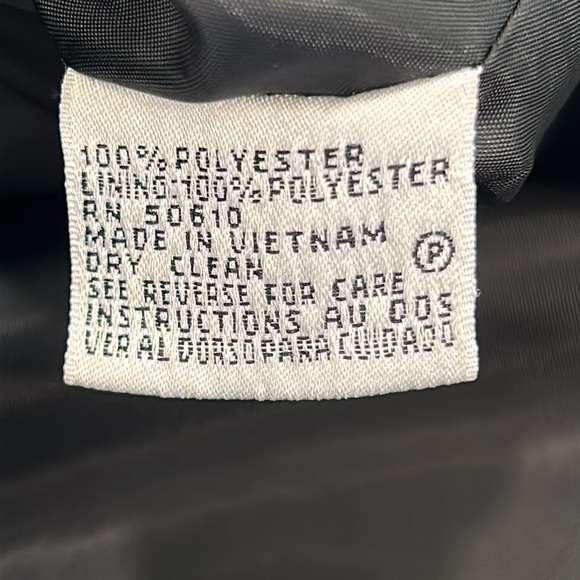 100% POLYESTER
LINING:100% POLYESTER
RN 50610
MADE IN VIETNAM
DRY CLEAN
P
SEE REVERSE FOR CARE
INSTRUCTIONS AU DOS
VER AL DORSO PARA CUIDADO